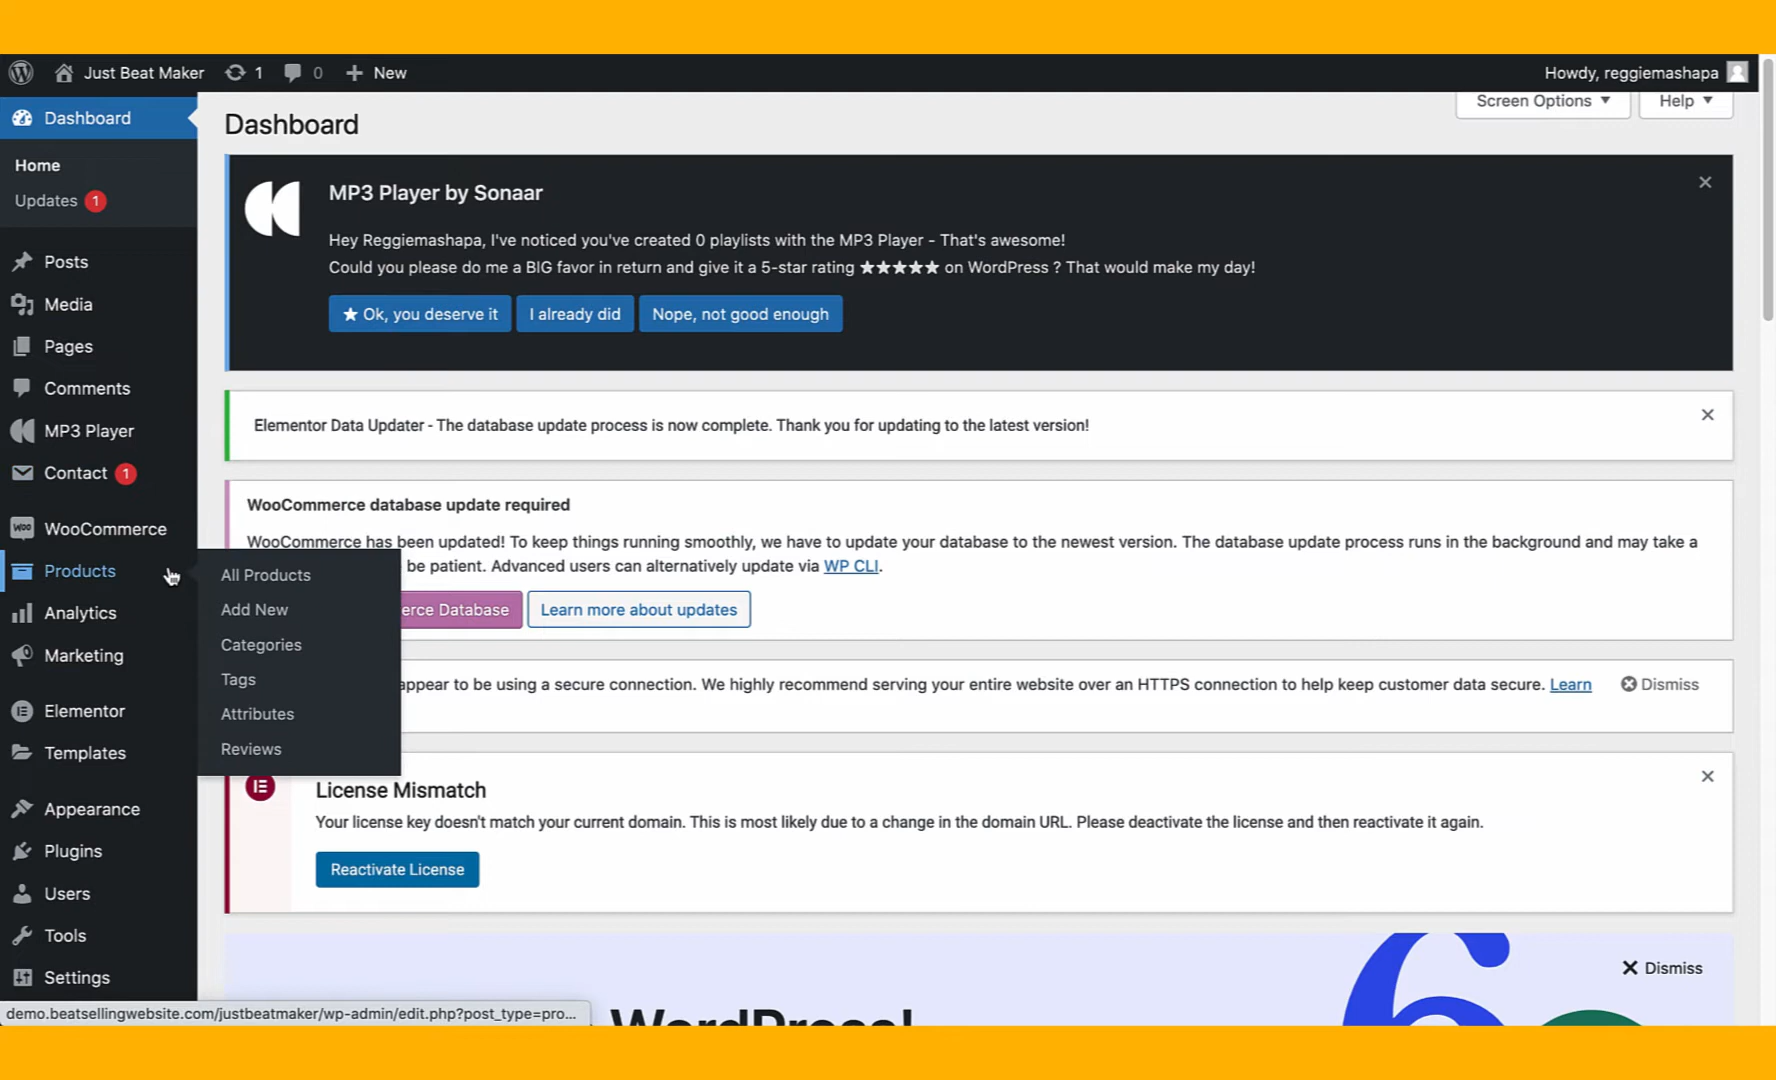 Just Beat Maker 1 0 New Howdy, reggiemashapa
Dashboard
Home
Updates 1
Posts
Media
Pages
Comments
MP3 Player
Contact 1
WooCommerce
Products
Analytics
Marketing
Elementor
Templates
Appearance
Plugins
Users
Tools
Settings
All Products
Add New
Categories
Tags
Attributes
Reviews
Dashboard
Screen Options Help
MP3 Player by Sonaar
Hey Reggiemashapa, I've noticed you've created 0 playlists with the MP3 Player - That's awesome!
Could you please do me a BIG favor in return and give it a 5-star rating ★★★★★ on WordPress ? That would make my day!
★ Ok, you deserve it I already did Nope, not good enough
Elementor Data Updater - The database update process is now complete. Thank you for updating to the latest version!
WooCommerce database update required
WooCommerce has been updated! To keep things running smoothly, we have to update your database to the newest version. The database update process runs in the background and may take a
be patient. Advanced users can alternatively update via WP CLI.
erce Database Learn more about updates
appear to be using a secure connection. We highly recommend serving your entire website over an HTTPS connection to help keep customer data secure. Learn Dismiss
License Mismatch
Your license key doesn't match your current domain. This is most likely due to a change in the domain URL. Please deactivate the license and then reactivate it again.
Reactivate License
Dismiss
WordPress!
demo.beatsellingwebsite.com/justbeatmaker/wp-admin/edit.php?post_type=pro...